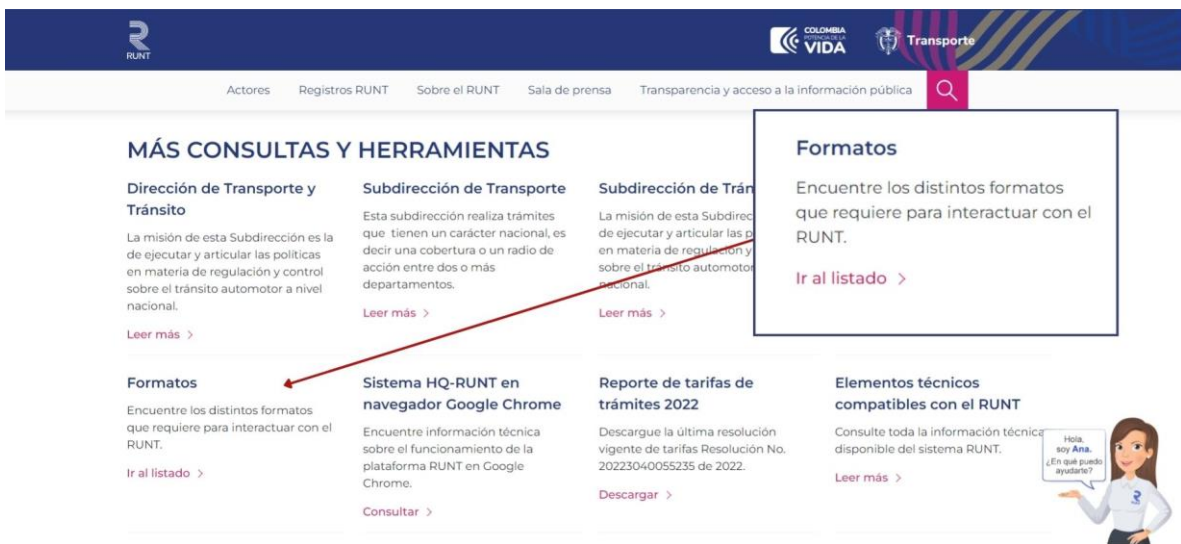 RUNT
COLOMBIA
POTENCIA DE LA
VIDA
Transporte
Actores
Registros RUNT
Sobre el RUNT
Sala de prensa
Transparencia y acceso a la información pública
MÁS CONSULTAS Y HERRAMIENTAS
Dirección de Transporte y
Tránsito
La misión de esta Subdirección es la
de ejecutar y articular las políticas
en materia de regulación y control
sobre el tránsito automotor a nivel
nacional.
Leer más >
Subdirección de Transporte
Esta subdirección realiza trámites
que tienen un carácter nacional, es
decir una cobertura o un radio de
acción entre dos o más
departamentos.
Leer más >
Subdirección de Trán
La misión de esta Subdirec
de ejecutar y articular las p
en materia de regulación y
sobre el tránsito automotor
nacional.
Leer más >
Formatos
Encuentre los distintos formatos
que requiere para interactuar con el
RUNT.
Ir al listado >
Formatos
Encuentre los distintos formatos
que requiere para interactuar con el
RUNT.
Ir al listado >
Sistema HQ-RUNT en
navegador Google Chrome
Encuentre información técnica
sobre el funcionamiento de la
plataforma RUNT en Google
Chrome.
Consultar >
Reporte de tarifas de
trámites 2022
Descargue la última resolución
vigente de tarifas Resolución No.
20223040055235 de 2022.
Descargar >
Elementos técnicos
compatibles con el RUNT
Consulte toda la información técnica
disponible del sistema RUNT.
Leer más >
Hola,
soy Ana.
¿En qué puedo
ayudarte?